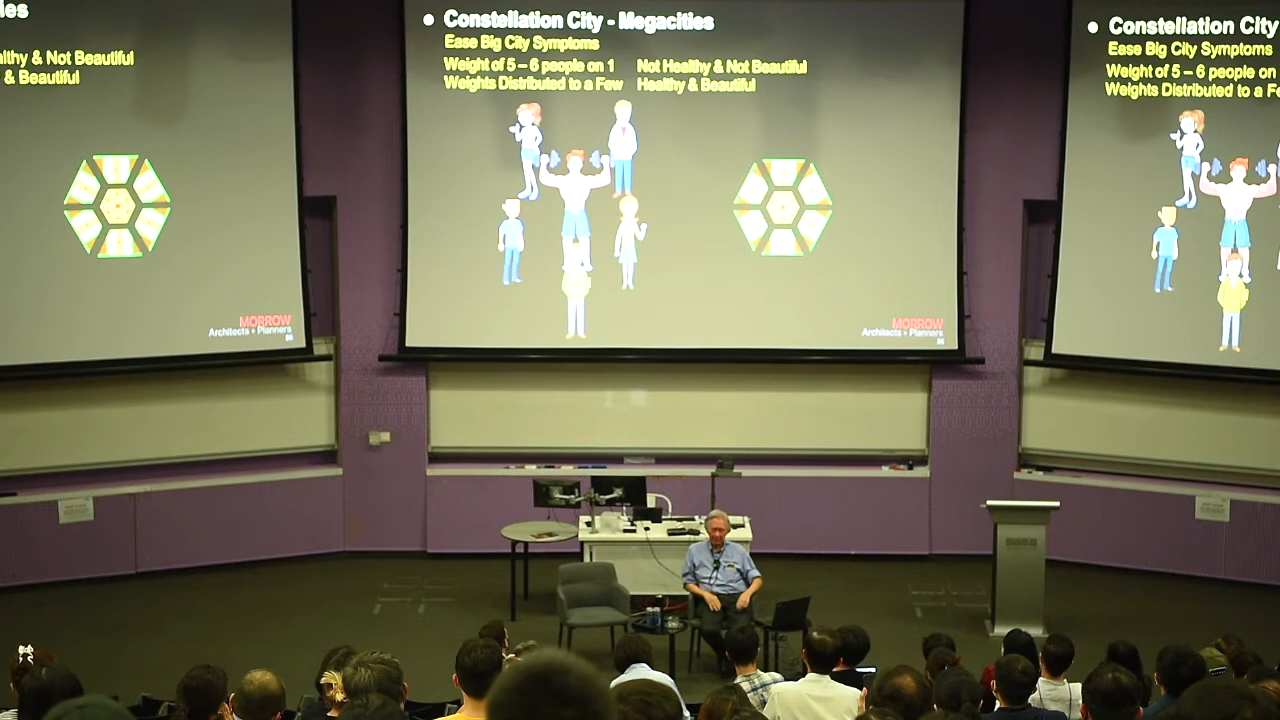 ies
lthy & Not Beautiful
& Beautiful
MORROW
Architects + Planners
• Constellation City - Megacities
Ease Big City Symptoms
Weight of 5 – 6 people on 1 Not Healthy & Not Beautiful
Weights Distributed to a Few Healthy & Beautiful
MORROW
Architects + Planners
• Constellation City
Ease Big City Symptoms
Weight of 5 – 6 people on
Weights Distributed to a Fe